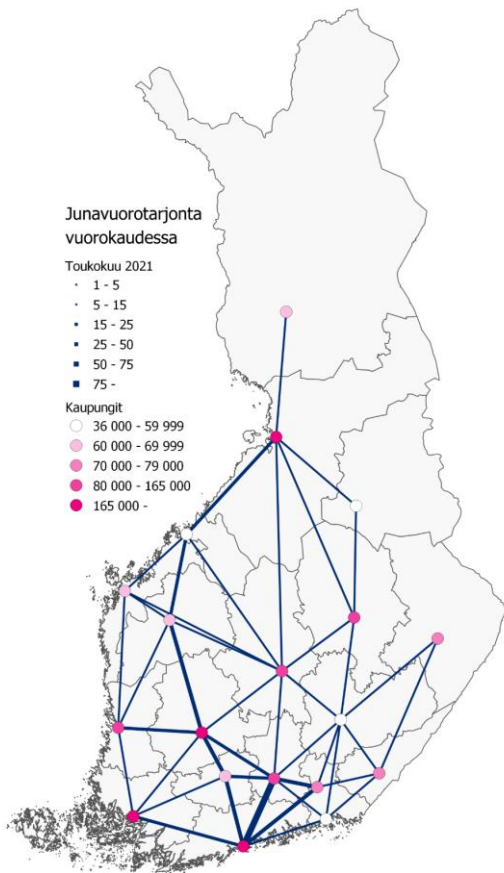 Junavuorotarjonta
vuorokaudessa
Toukokuu 2021
1 - 5
5 - 15
15 - 25
25 - 50
50 - 75
75 -
Kaupungit
36 000 - 59 999
60 000 - 69 999
70 000 - 79 000
80 000 - 165 000
165 000 -